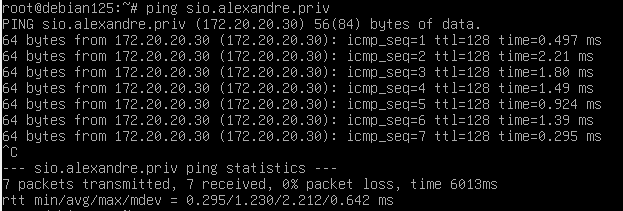 root@debian125:~# ping sio.alexandre.priv
PING sio.alexandre.priv (172.20.20.30) 56(84) bytes of data.
64 bytes from 172.20.20.30 (172.20.20.30): icmp_seq=1 ttl=128 time=0.497 ms
64 bytes from 172.20.20.30 (172.20.20.30): icmp_seq=2 ttl=128 time=2.21 ms
64 bytes from 172.20.20.30 (172.20.20.30): icmp_seq=3 ttl=128 time=1.80 ms
64 bytes from 172.20.20.30 (172.20.20.30): icmp_seq=4 ttl=128 time=1.49 ms
64 bytes from 172.20.20.30 (172.20.20.30): icmp_seq=5 ttl=128 time=0.924 ms
64 bytes from 172.20.20.30 (172.20.20.30): icmp_seq=6 ttl=128 time=1.39 ms
64 bytes from 172.20.20.30 (172.20.20.30): icmp_seq=7 ttl=128 time=0.295 ms
^C
--- sio.alexandre.priv ping statistics ---
7 packets transmitted, 7 received, 0% packet loss, time 6013ms
rtt min/avg/max/mdev = 0.295/1.230/2.212/0.642 ms